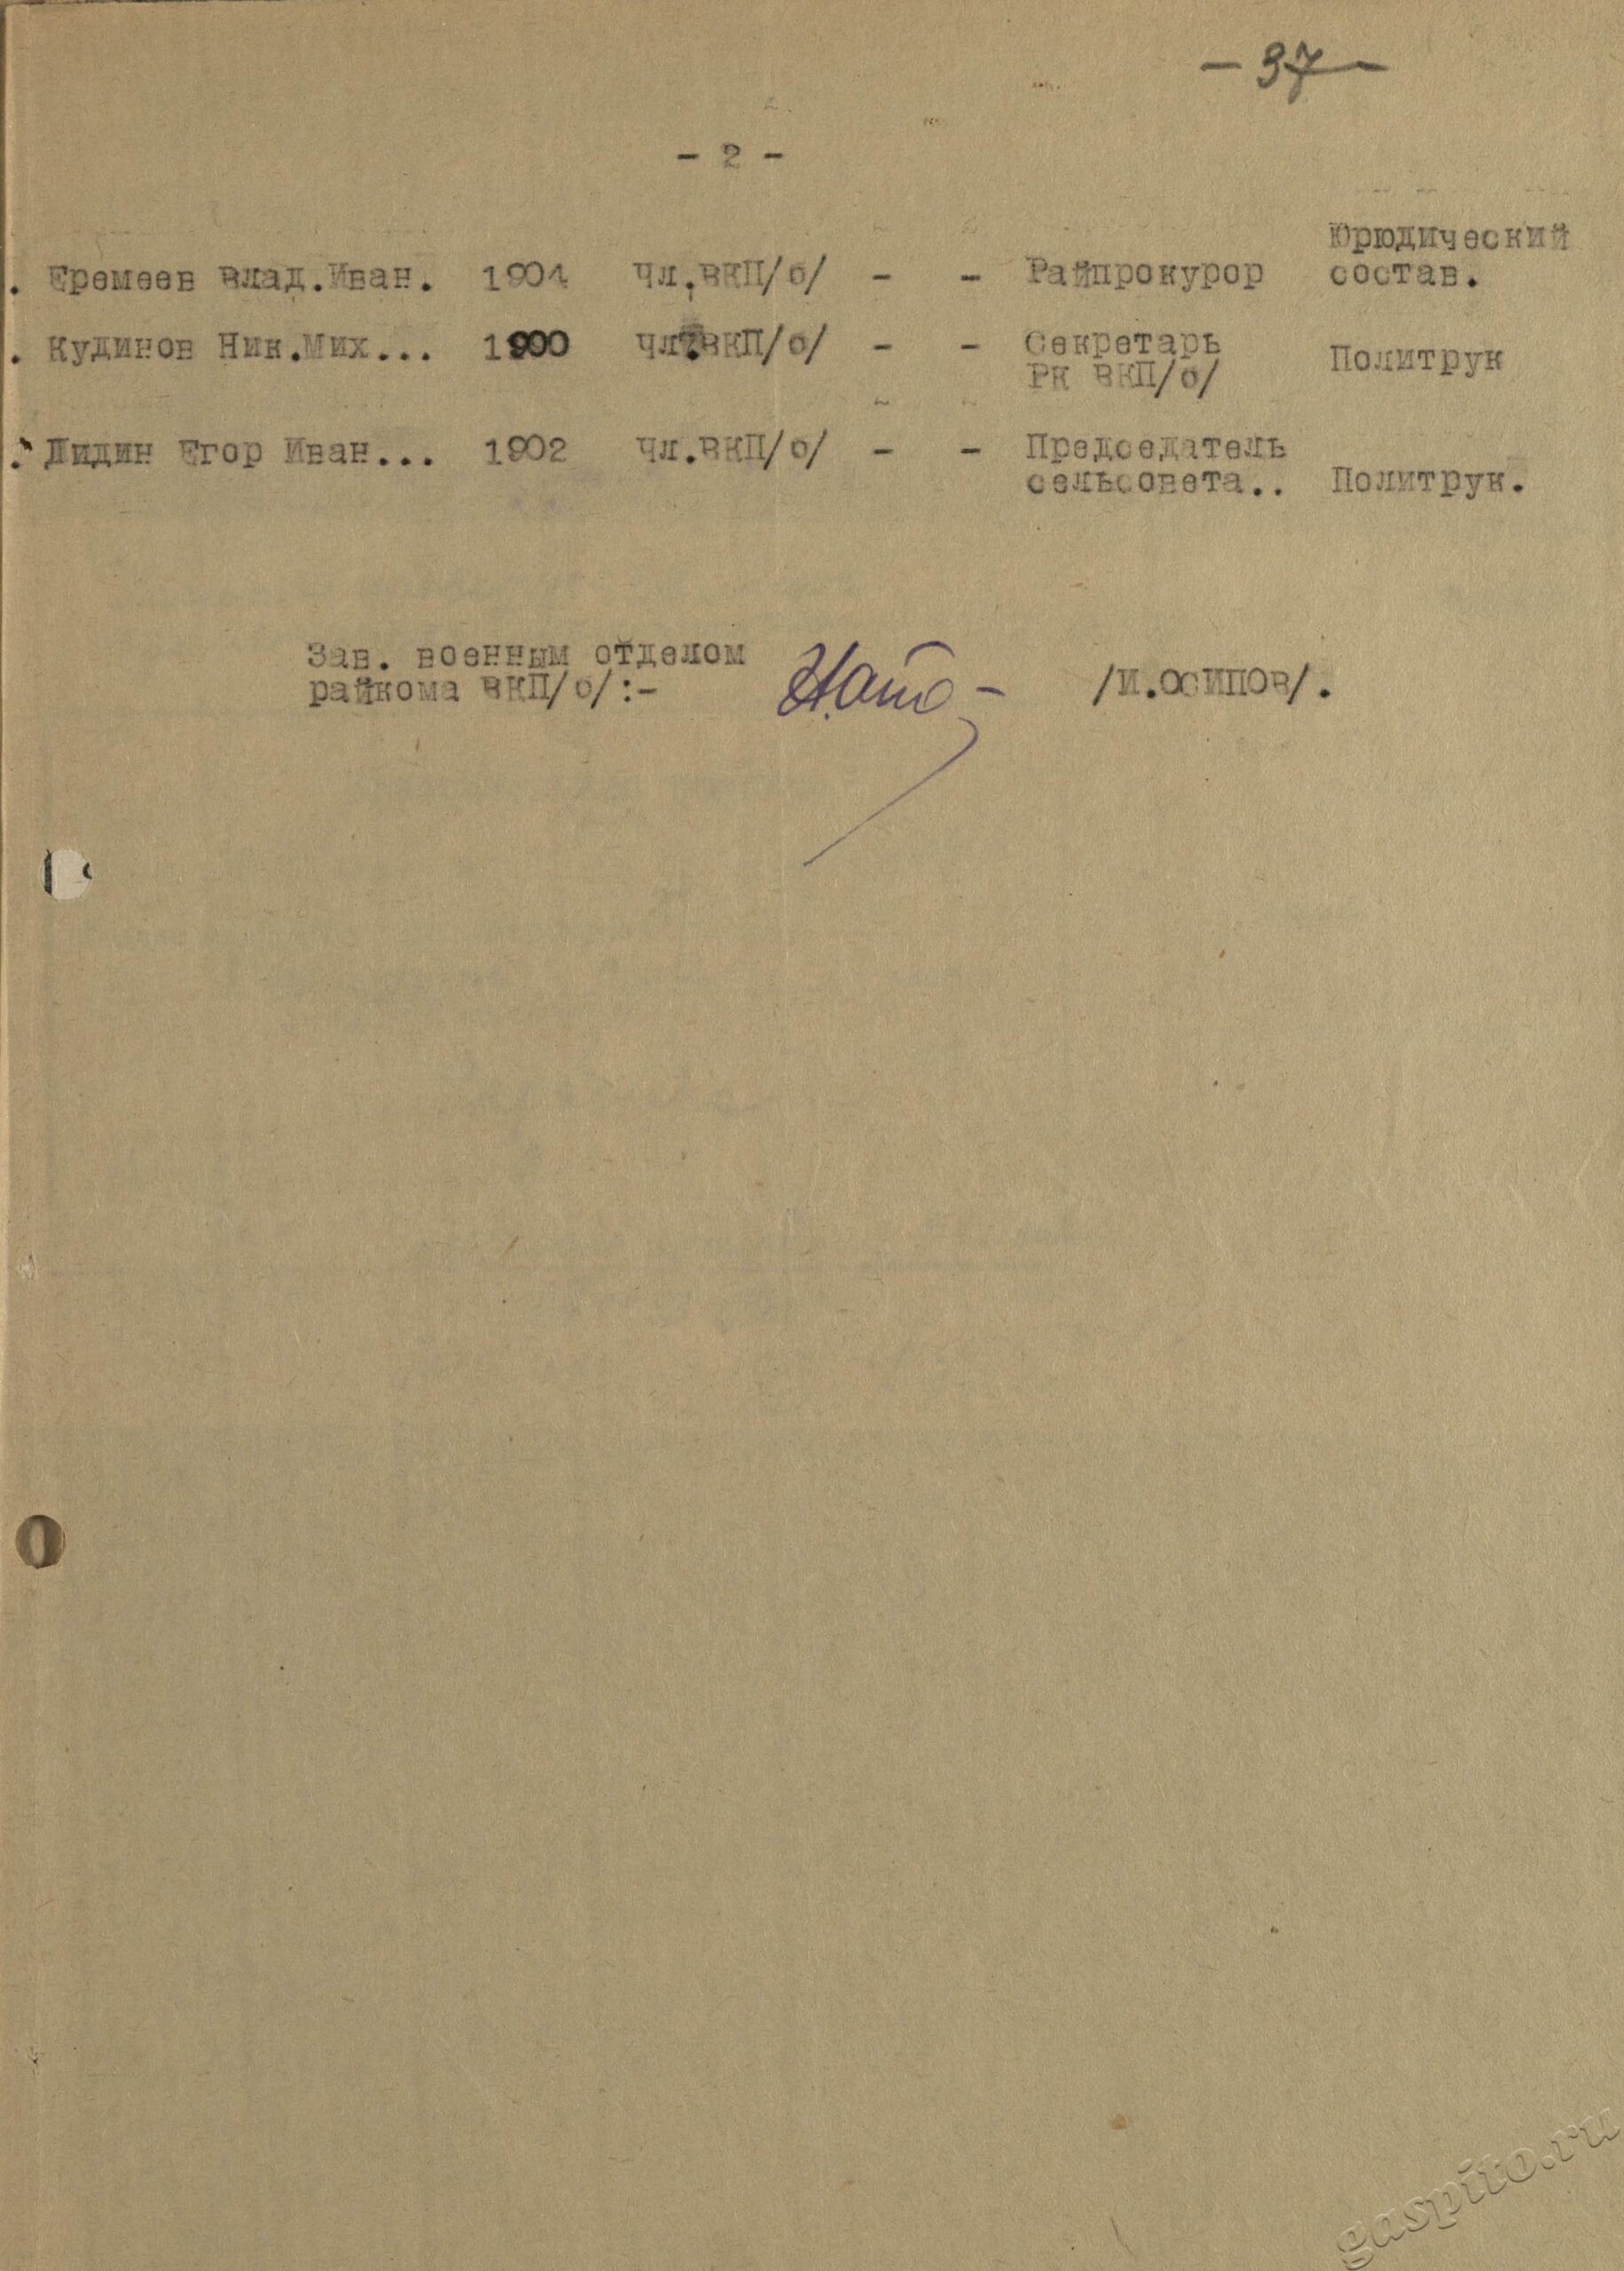 - 37 -
- 2 -
. Еремеев Влад.Иван. 1904 чл.ВКП/б/ - - Райпрокурор Юрюдический
состав.
. Кудинов Ник.Мих... 1900 чл.ВКП/б/ - - Секретарь
РК ВКП/б/ Политрук
. Лидин Егор Иван... 1902 чл.ВКП/б/ - - Председатель
сельсовета.. Политрук.
Зав. военным отделом
райкома ВКП/б/:- /И.ОСИПОВ/.
gaspito.ru